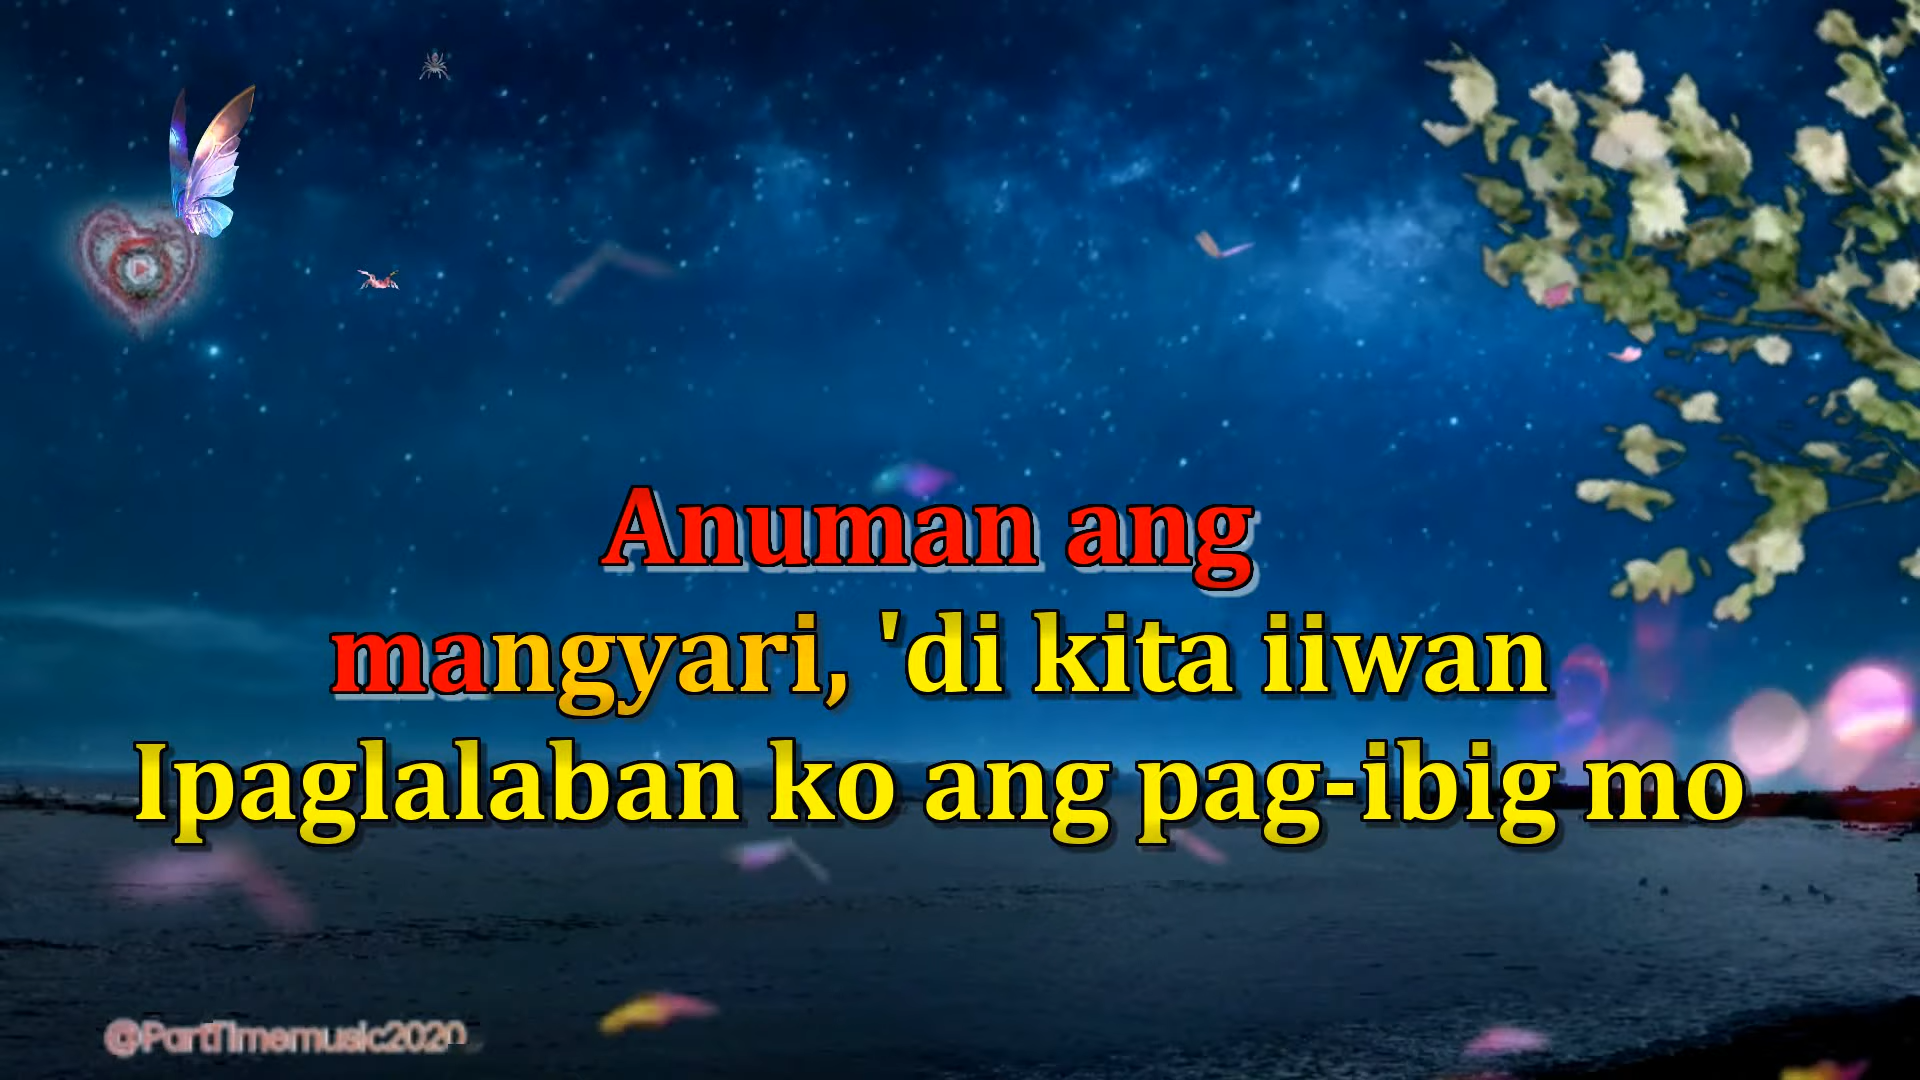 Anuman ang
mangyari, 'di kita iiwan
Ipaglalaban ko ang pag-ibig mo
@PartTimemusic2020